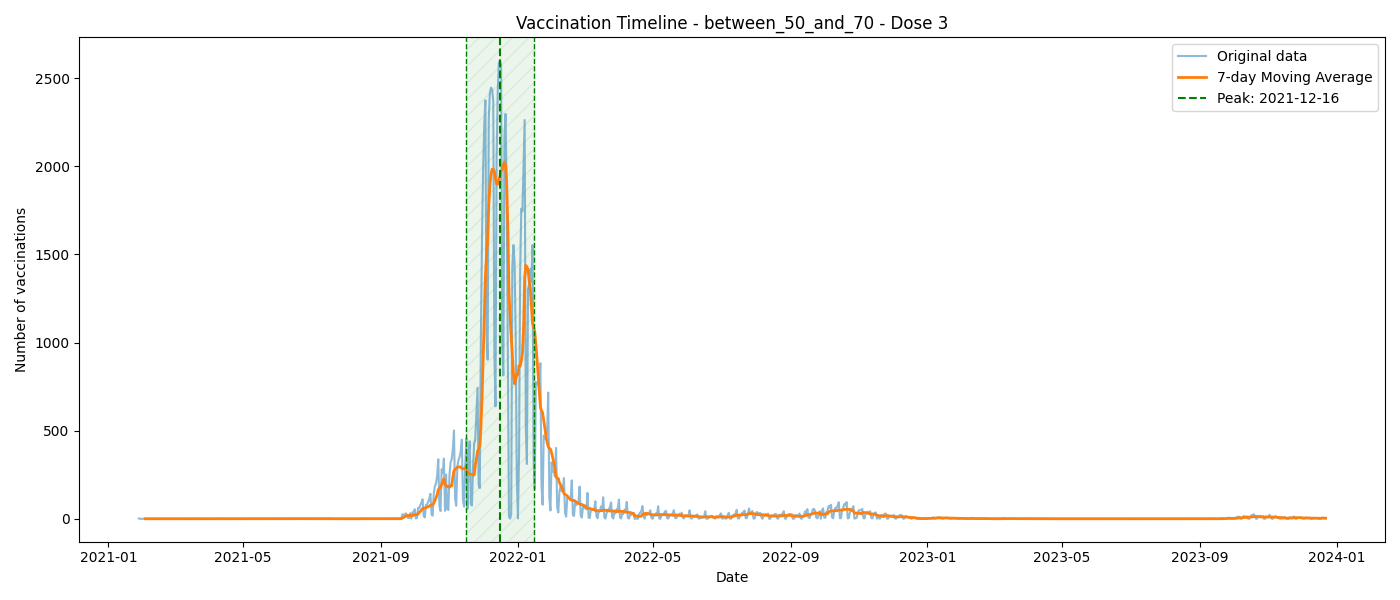 Vaccination Timeline - between_50_and_70 - Dose 3
Original data
7-day Moving Average
Peak: 2021-12-16
Number of vaccinations
2500
2000
1500
1000
500
0
2021-01
2021-05
2021-09
2022-01
2022-05
2022-09
2023-01
2023-05
2023-09
2024-01
Date